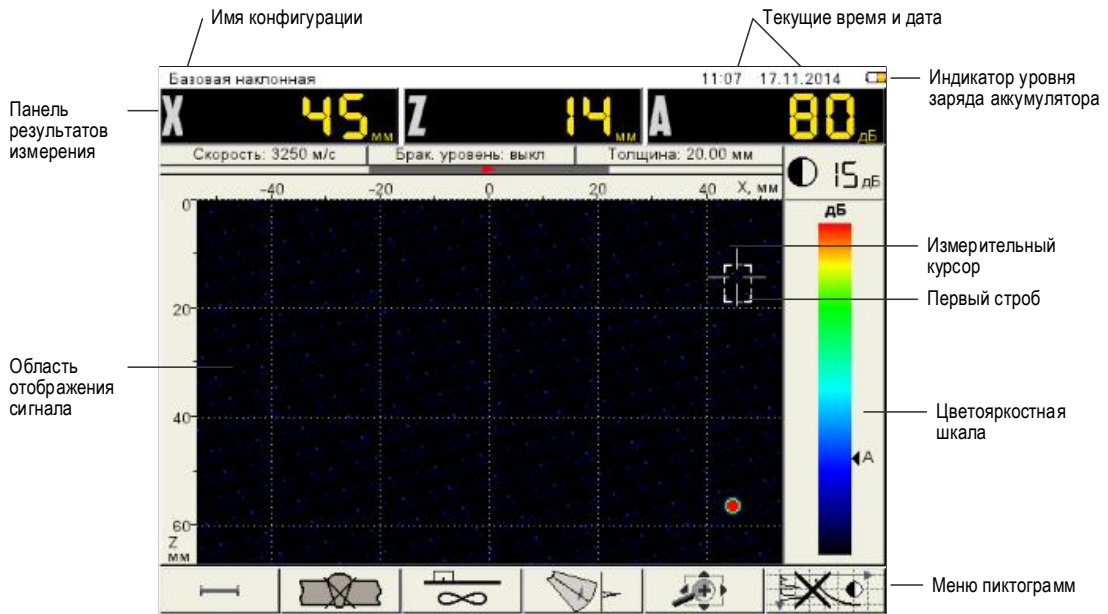 Имя конфигурации
Текущие время и дата
Базовая наклонная 11:07 17.11.2014
Индикатор уровня
заряда аккумулятора
Панель
результатов
измерения
X 45 мм Z 14 мм A 80 дБ
Скорость: 3250 м/с Брак. уровень: выкл Толщина: 20.00 мм
15 дБ
-40 -20 0 20 40 X, мм
дБ
0
Измерительный
курсор
Первый строб
20
Область
отображения
сигнала
40
Цветояркостная
шкала
A
60
Z
мм
Меню пиктограмм